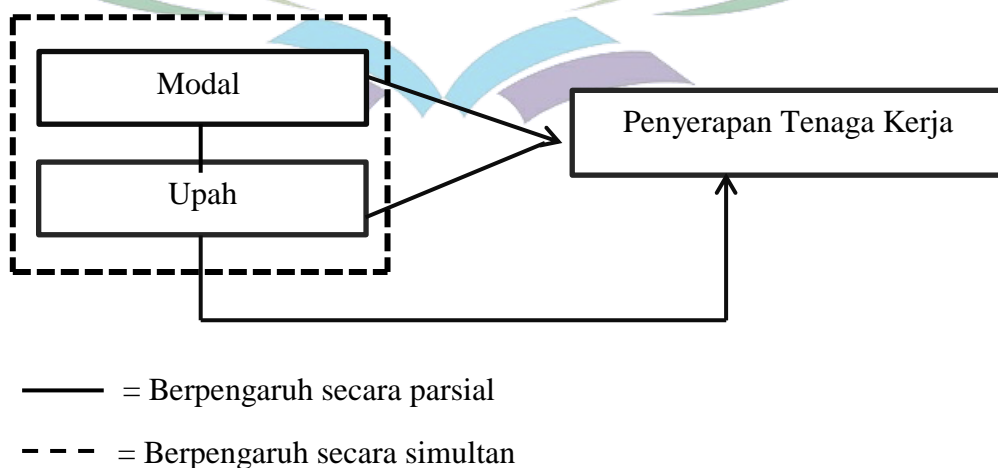 Modal
Penyerapan Tenaga Kerja
Upah
= Berpengaruh secara parsial
= Berpengaruh secara simultan